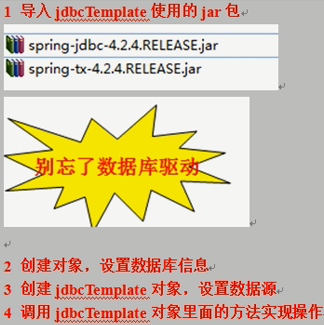 1 导入 jdbcTemplate 使用的 jar 包
spring-jdbc-4.2.4.RELEASE.jar
spring-tx-4.2.4.RELEASE.jar
别忘了数据库驱动
2 创建对象，设置数据库信息
3 创建 jdbcTemplate 对象，设置数据源
4 调用 jdbcTemplate 对象里面的方法实现操作